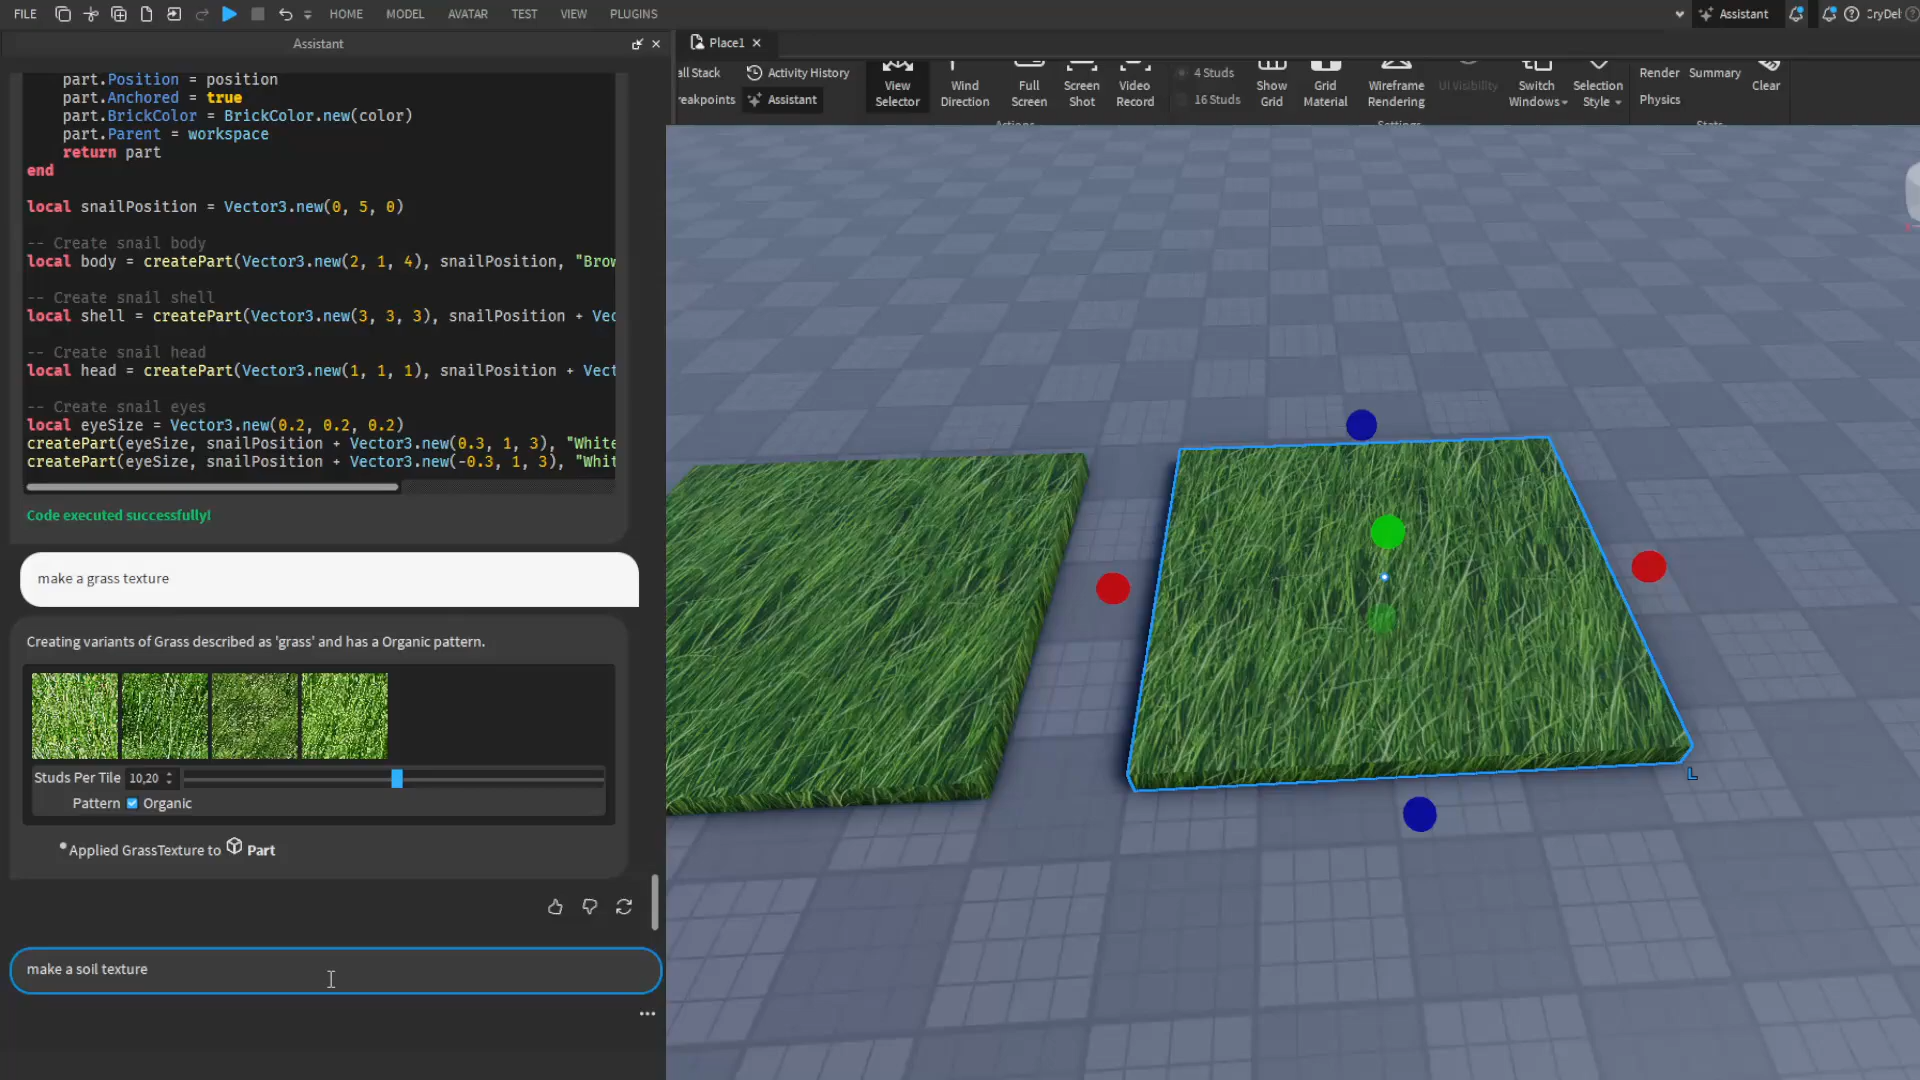 FILE HOME MODEL AVATAR TEST VIEW PLUGINS Assistant CryDel
Assistant
Place1
all Stack Activity History
reakpoints Assistant
View Selector
Wind Direction
Full Screen
Screen Shot
Video Record
Actions
4 Studs
16 Studs
Show Grid
Grid Material
Wireframe Rendering
UI Visibility
Switch Windows
Selection Style
Settings
Render Summary
Physics
Clear
Stats
part.Position = position
part.Anchored = true
part.BrickColor = BrickColor.new(color)
part.Parent = workspace
return part
end
local snailPosition = Vector3.new(0, 5, 0)
-- Create snail body
local body = createPart(Vector3.new(2, 1, 4), snailPosition, "Brow
-- Create snail shell
local shell = createPart(Vector3.new(3, 3, 3), snailPosition + Vec
-- Create snail head
local head = createPart(Vector3.new(1, 1, 1), snailPosition + Vect
-- Create snail eyes
local eyeSize = Vector3.new(0.2, 0.2, 0.2)
createPart(eyeSize, snailPosition + Vector3.new(0.3, 1, 3), "White
createPart(eyeSize, snailPosition + Vector3.new(-0.3, 1, 3), "Whit
Code executed successfully!
make a grass texture
Creating variants of Grass described as 'grass' and has a Organic pattern.
Studs Per Tile 10,20
Pattern Organic
Applied GrassTexture to Part
make a soil texture
L